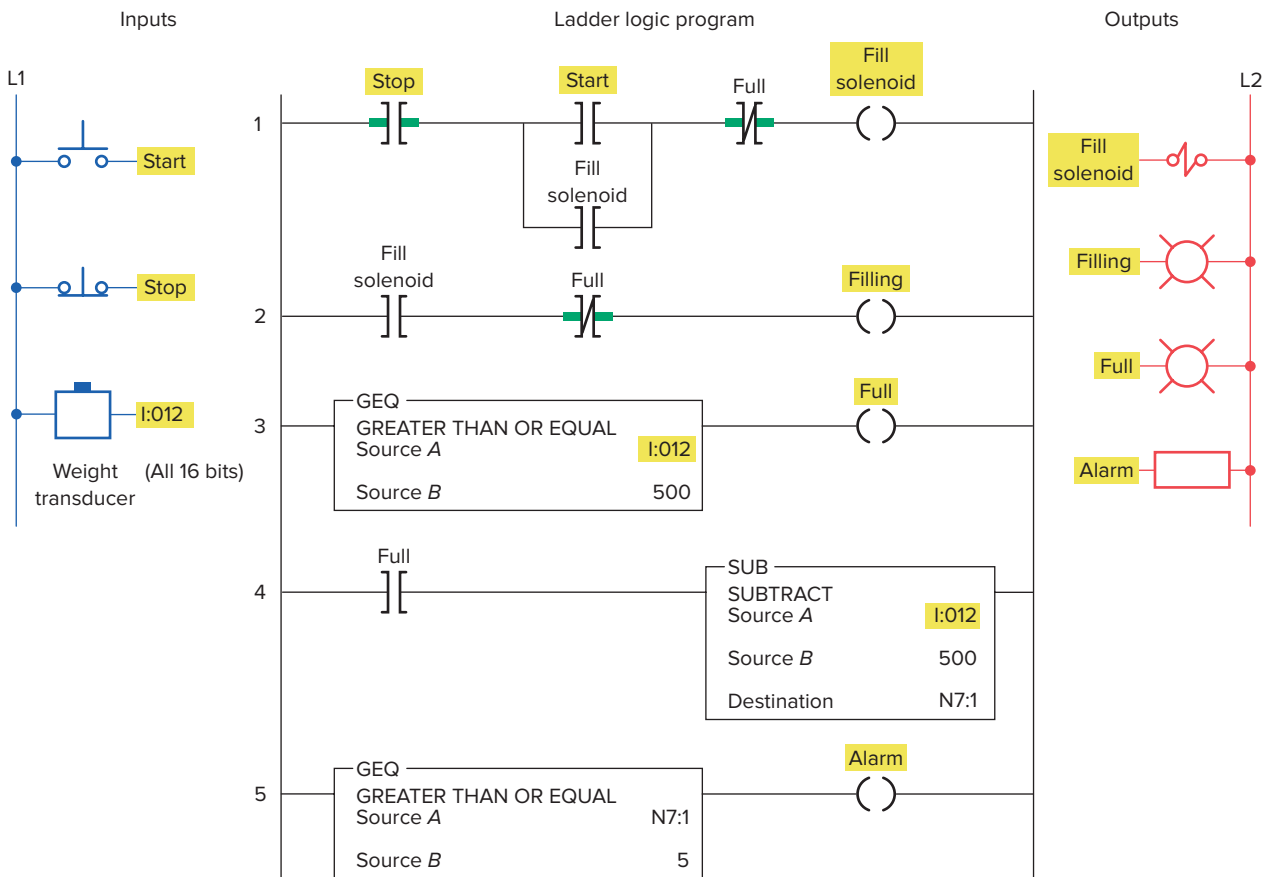 Inputs
Ladder logic program
Outputs
L1
L2
Start
Stop
I:012
Weight transducer
(All 16 bits)
1
Stop
Start
Full
Fill solenoid
Fill solenoid
2
Fill solenoid
Full
Filling
3
GEQ
GREATER THAN OR EQUAL
Source A I:012
Source B 500
Full
4
Full
SUB
SUBTRACT
Source A I:012
Source B 500
Destination N7:1
5
GEQ
GREATER THAN OR EQUAL
Source A N7:1
Source B 5
Alarm
Fill solenoid
Filling
Full
Alarm